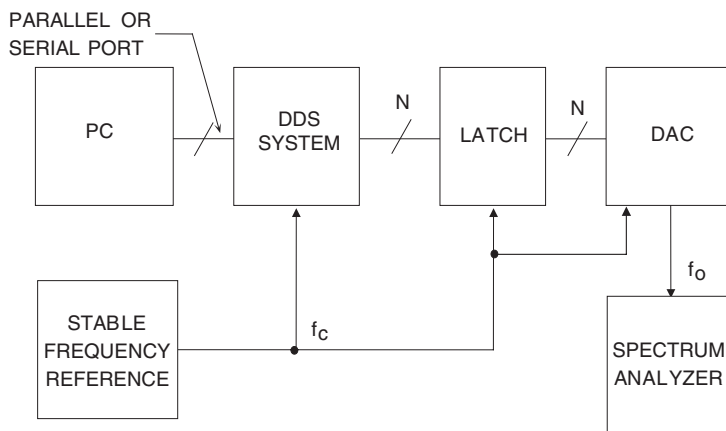 PARALLEL OR
SERIAL PORT
PC
DDS
SYSTEM
N
LATCH
N
DAC
fo
STABLE
FREQUENCY
REFERENCE
fc
SPECTRUM
ANALYZER